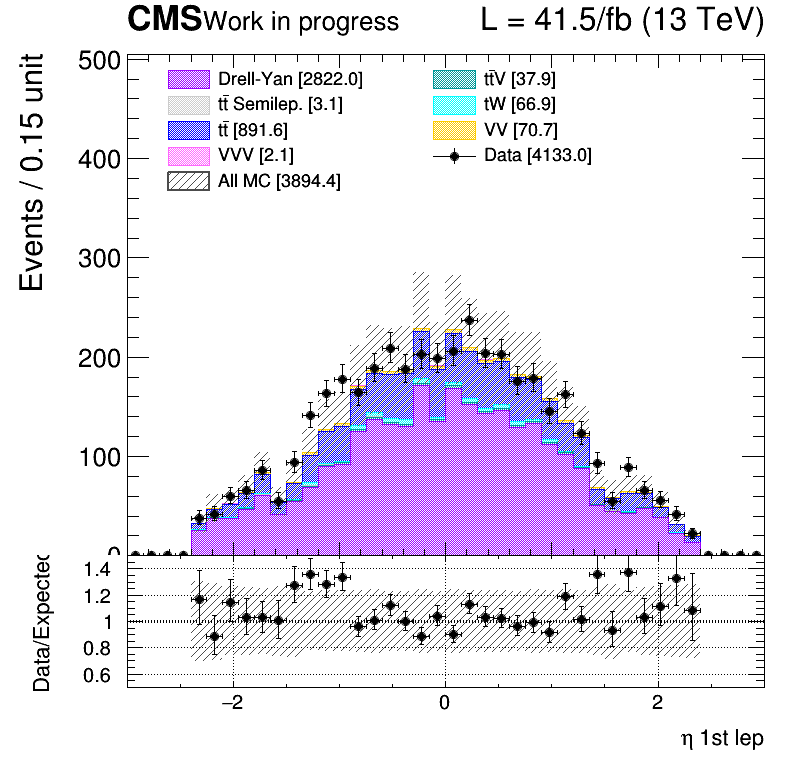 CMS Work in progress L = 41.5/fb (13 TeV)
Events / 0.15 unit
500
400
300
200
100
0
Drell-Yan [2822.0]
tt̄ Semilep. [3.1]
tt̄ [891.6]
VVV [2.1]
All MC [3894.4]
tt̄V [37.9]
tW [66.9]
VV [70.7]
Data [4133.0]
Data/Expected
1.4
1.2
1
0.8
0.6
−2 0 2
η 1st lep